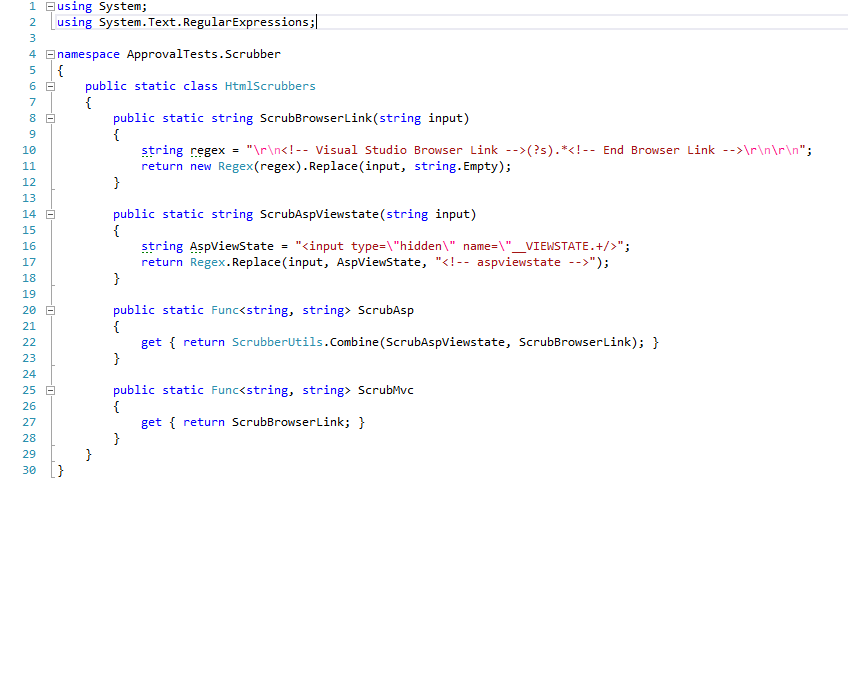 1 using System;
2 using System.Text.RegularExpressions;
3
4 namespace ApprovalTests.Scrubber
5 {
6 public static class HtmlScrubbers
7 {
8 public static string ScrubBrowserLink(string input)
9 {
10 string regex = "\r\n<!-- Visual Studio Browser Link -->(?s).*<!-- End Browser Link -->\r\n\r\n";
11 return new Regex(regex).Replace(input, string.Empty);
12 }
13
14 public static string ScrubAspViewstate(string input)
15 {
16 string AspViewState = "<input type=\"hidden\" name=\"__VIEWSTATE.+/>";
17 return Regex.Replace(input, AspViewState, "<!-- aspviewstate -->");
18 }
19
20 public static Func<string, string> ScrubAsp
21 {
22 get { return ScrubberUtils.Combine(ScrubAspViewstate, ScrubBrowserLink); }
23 }
24
25 public static Func<string, string> ScrubMvc
26 {
27 get { return ScrubBrowserLink; }
28 }
29 }
30 }